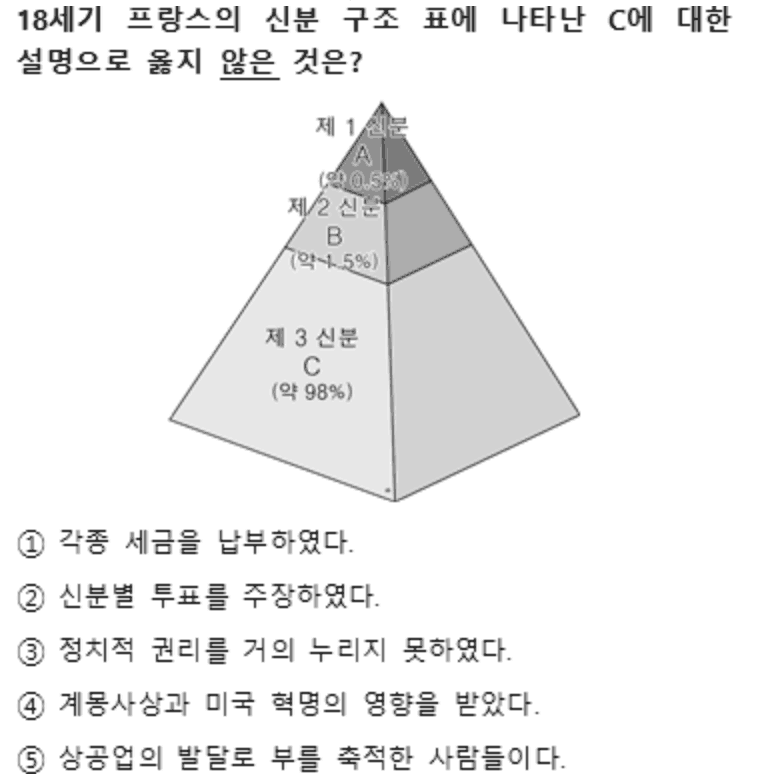 18세기 프랑스의 신분 구조 표에 나타난 C에 대한
설명으로 옳지 않은 것은?
제 1 신분
A
(약 0.5%)
제 2 신분
B
(약 1.5%)
제 3 신분
C
(약 98%)
① 각종 세금을 납부하였다.
② 신분별 투표를 주장하였다.
③ 정치적 권리를 거의 누리지 못하였다.
④ 계몽사상과 미국 혁명의 영향을 받았다.
⑤ 상공업의 발달로 부를 축적한 사람들이다.